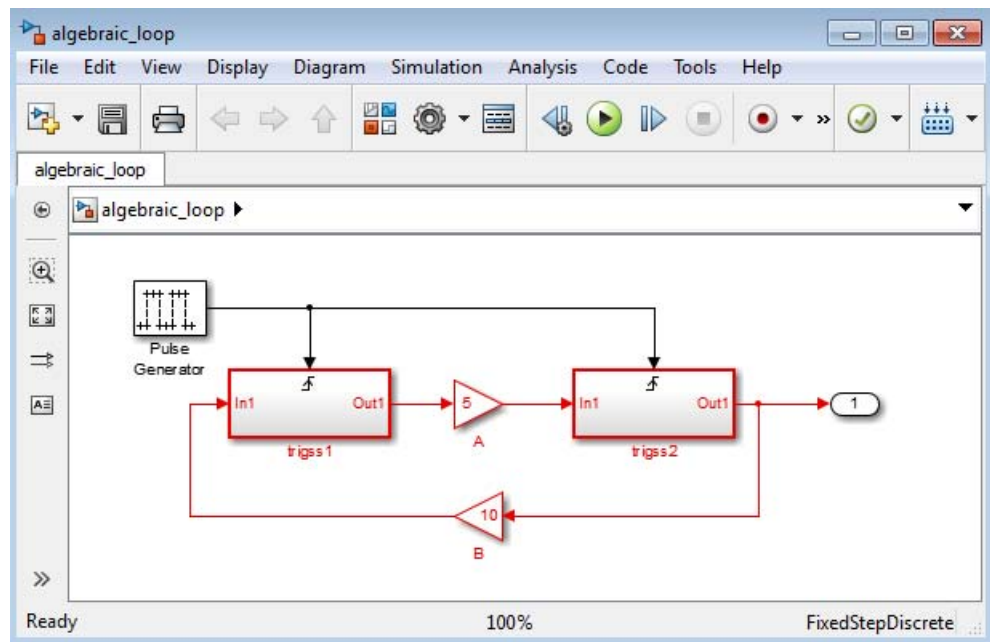 algebraic_loop
File Edit View Display Diagram Simulation Analysis Code Tools Help
algebraic_loop
algebraic_loop
Pulse
Generator
In1 Out1
trigss1
5
A
In1 Out1
trigss2
1
10
B
Ready 100% FixedStepDiscrete